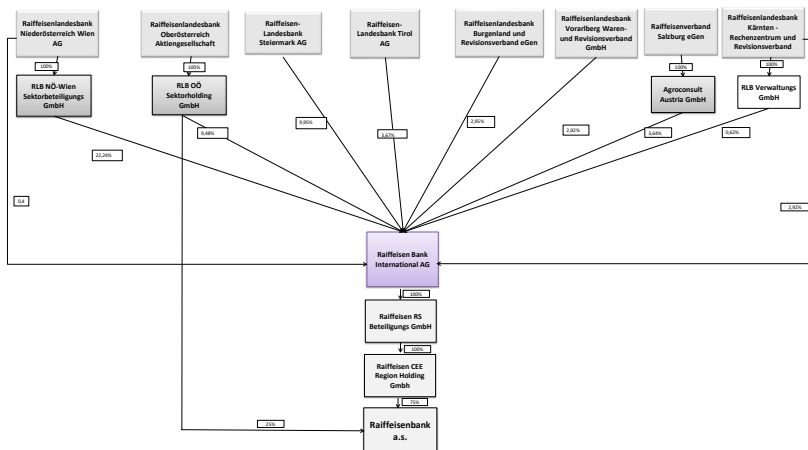 Raiffeisenlandesbank
Niederösterreich Wien
AG
Raiffeisenlandesbank
Oberösterreich
Aktiengesellschaft
Raiffeisen-
Landesbank
Steiermark AG
Raiffeisen-
Landesbank Tirol
AG
Raiffeisenlandesbank
Burgenland und
Revisionsverband eGen
Raiffeisenlandesbank
Vorarlberg Waren-
und Revisionsverband
GmbH
Raiffeisenverband
Salzburg eGen
Raiffeisenlandesbank
Kärnten -
Rechenzentrum und
Revisionsverband
100%
100%
100%
100%
RLB NÖ-Wien
Sektorbeteiligungs
GmbH
RLB OÖ
Sektorholding
GmbH
Agroconsult
Austria GmbH
RLB Verwaltungs
GmbH
22,24%
9,48%
9,95%
3,67%
2,95%
2,92%
3,64%
0,62%
0,4
2,92%
Raiffeisen Bank
International AG
100%
Raiffeisen RS
Beteiligungs GmbH
100%
Raiffeisen CEE
Region Holding
Gmbh
75%
25%
Raiffeisenbank
a.s.